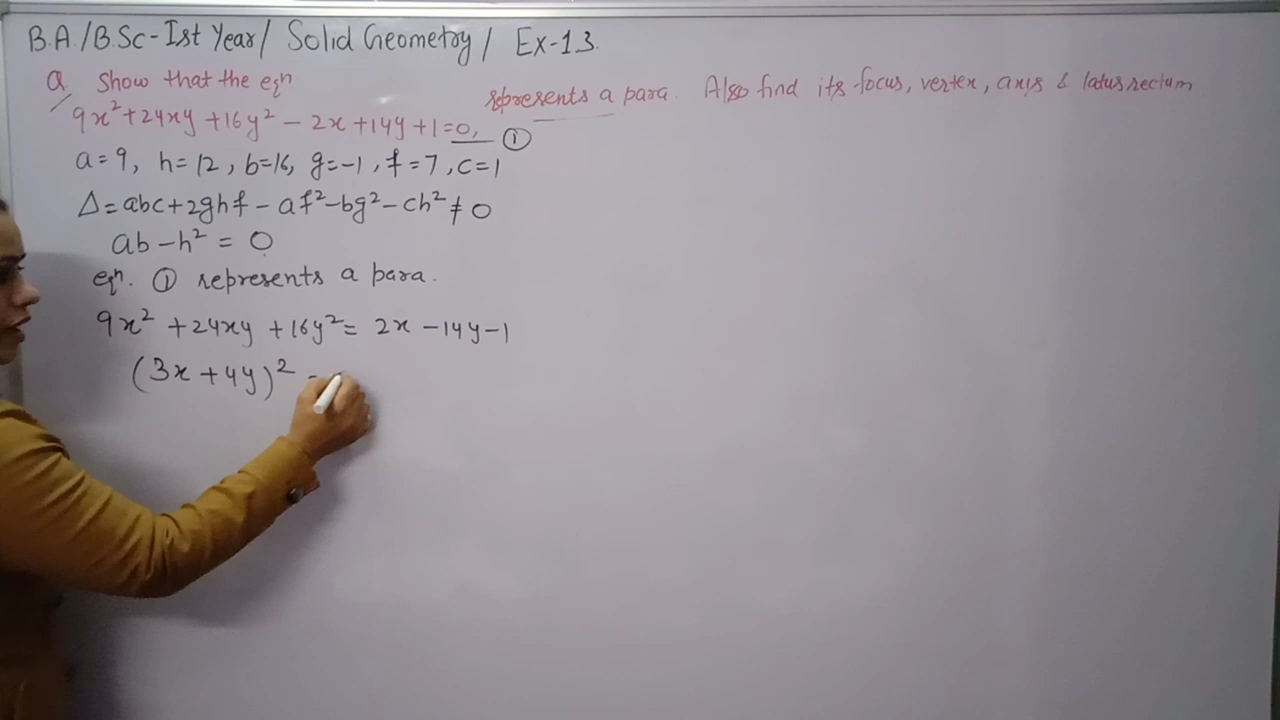 B.A./B.Sc-Ist Year/ Solid Geometry/ Ex-1.3.
Q Show that the eqn
9x²+24xy+16y²-2x+14y+1=0, ① represents a para. Also find its focus, vertex, axis & latus rectum
a=9, h=12, b=16, g=-1, f=7, c=1
Δ=abc+2ghf-af²-bg²-ch²≠0
ab-h² = 0
eqn. ① represents a para.
9x²+24xy+16y²= 2x-14y-1
(3x+4y)²